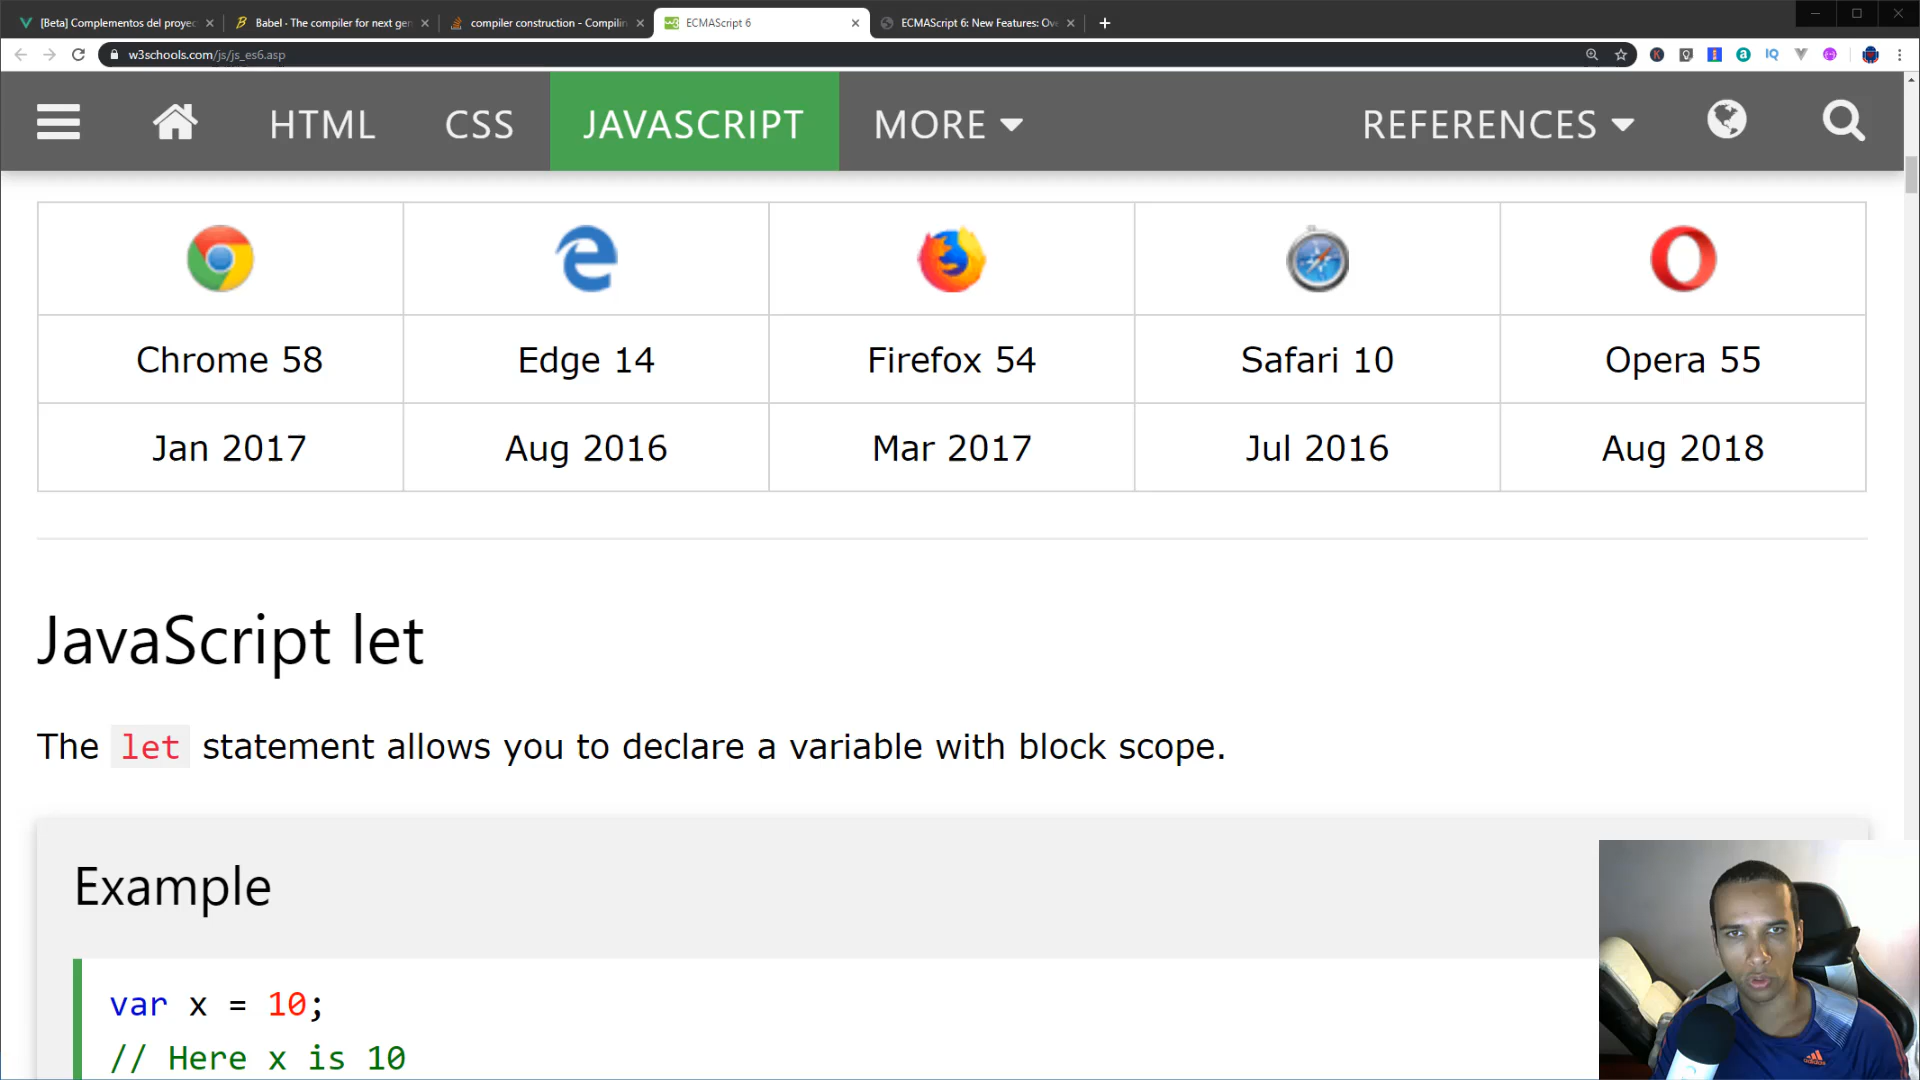 [Beta] Complementos del proyec
Babel - The compiler for next gen
compiler construction - Compilin
ECMAScript 6
ECMAScript 6: New Features: Ov
w3schools.com/js/js_es6.asp
HTML
CSS
JAVASCRIPT
MORE
REFERENCES
Chrome 58
Edge 14
Firefox 54
Safari 10
Opera 55
Jan 2017
Aug 2016
Mar 2017
Jul 2016
Aug 2018
JavaScript let
The let statement allows you to declare a variable with block scope.
Example
var x = 10;
// Here x is 10